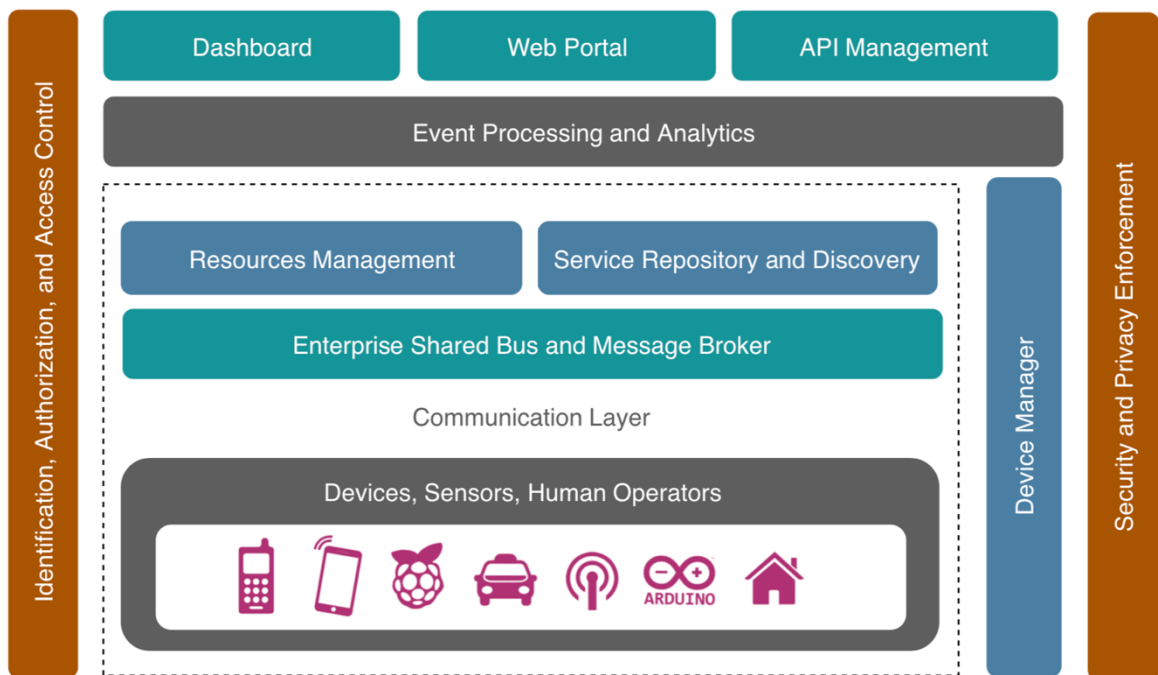 Identification, Authorization, and Access Control
Dashboard
Web Portal
API Management
Event Processing and Analytics
Resources Management
Service Repository and Discovery
Enterprise Shared Bus and Message Broker
Communication Layer
Devices, Sensors, Human Operators
ARDUINO
Device Manager
Security and Privacy Enforcement